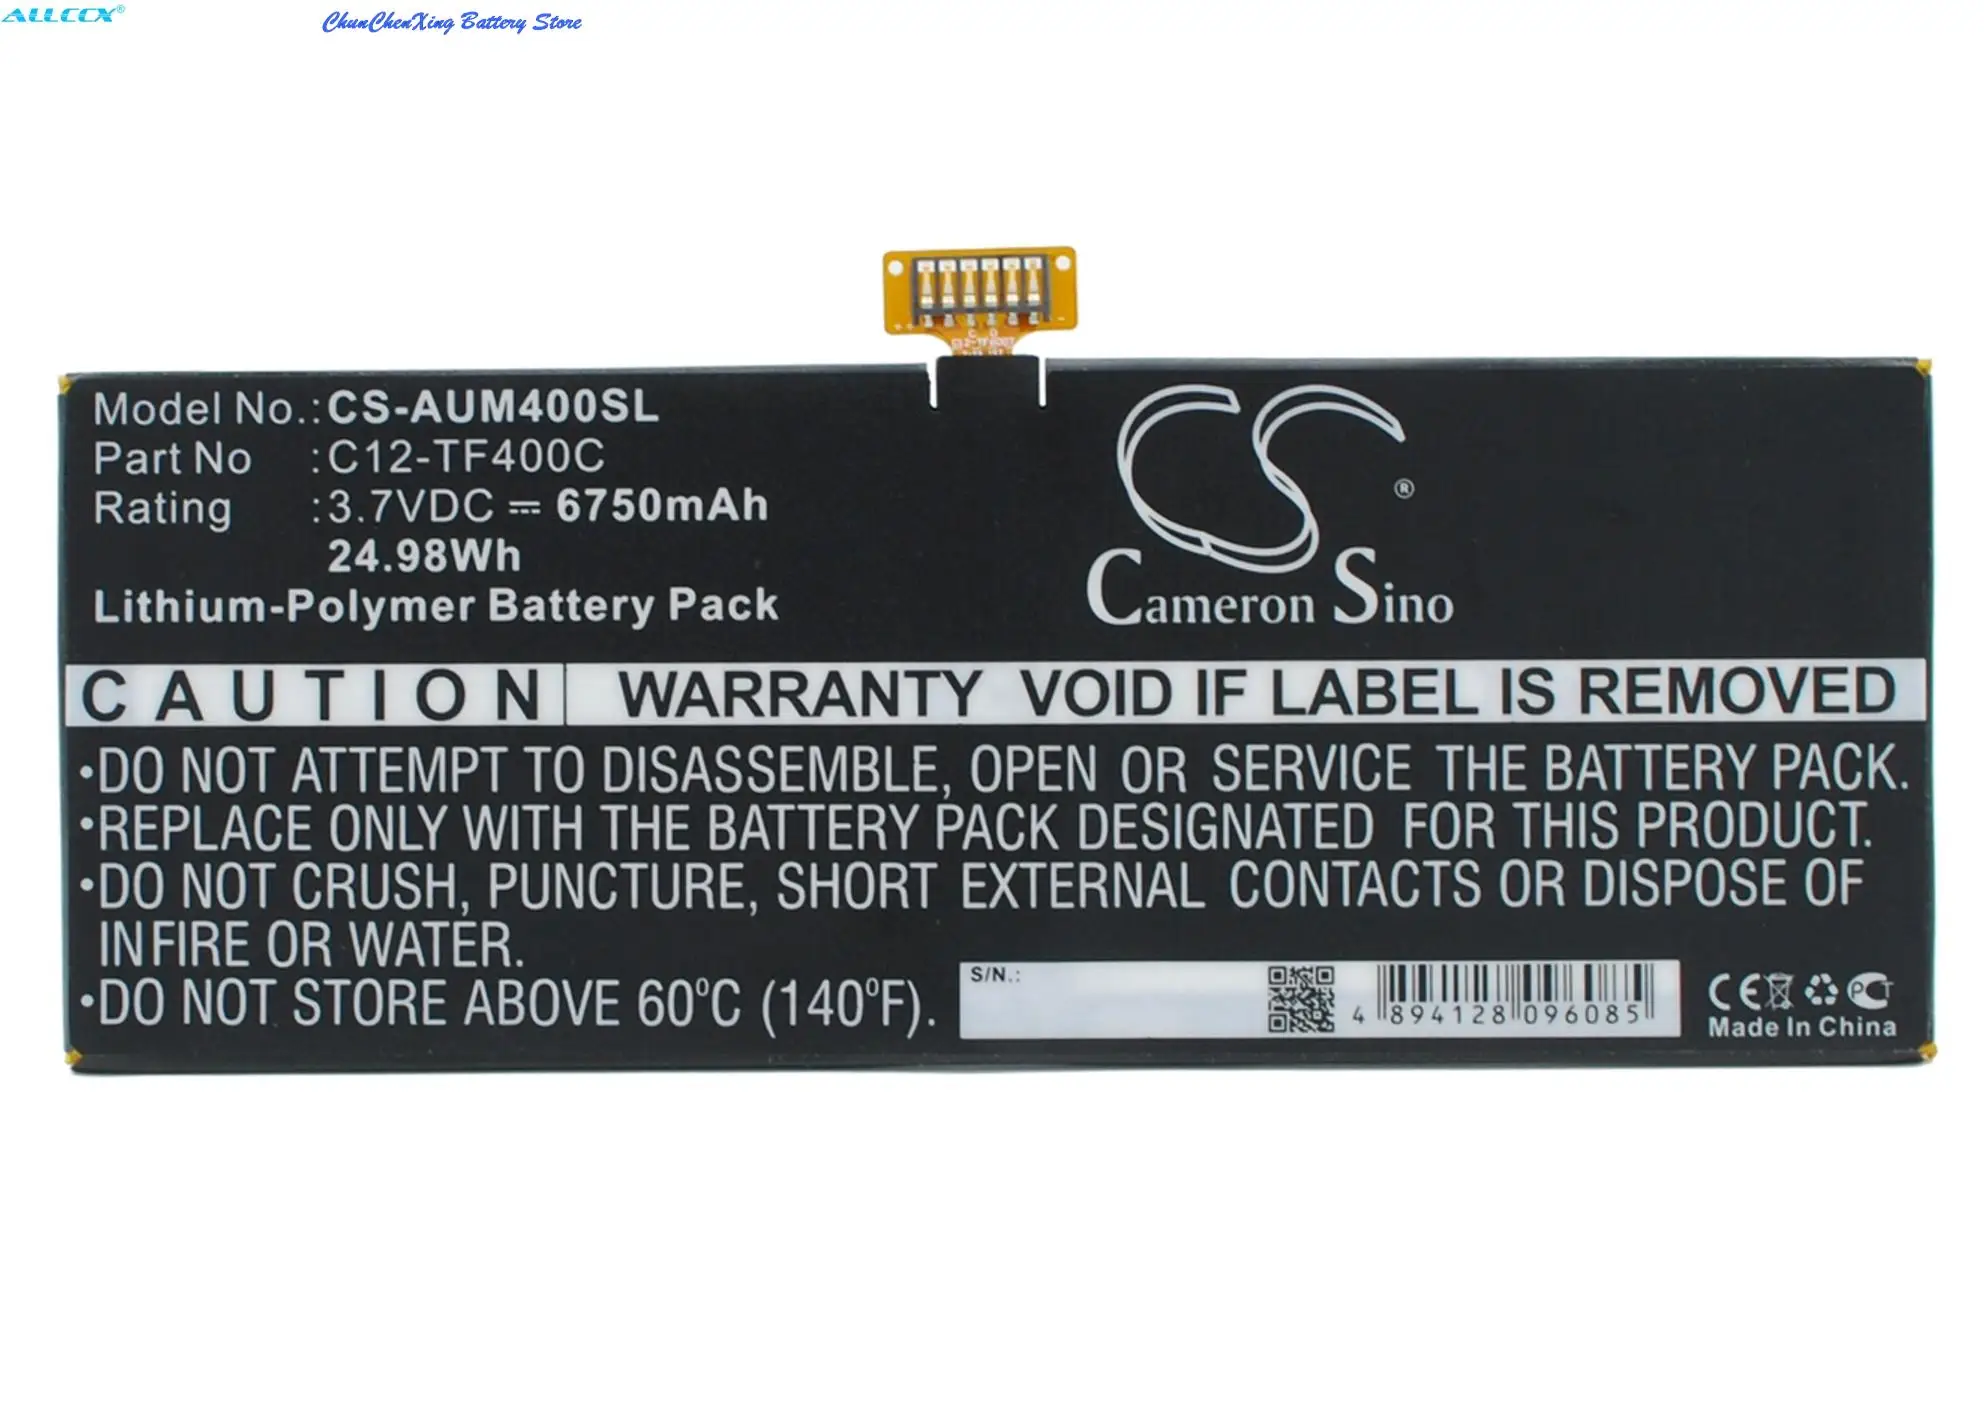 ALLCCX®
ChunChenXing Battery Store
Model No.: CS-AUM400SL
Part No : C12-TF400C
Rating : 3.7VDC ⎓ 6750mAh
24.98Wh
Lithium-Polymer Battery Pack
®
Cameron Sino
CAUTION WARRANTY VOID IF LABEL IS REMOVED
•DO NOT ATTEMPT TO DISASSEMBLE, OPEN OR SERVICE THE BATTERY PACK.
•REPLACE ONLY WITH THE BATTERY PACK DESIGNATED FOR THIS PRODUCT.
•DO NOT CRUSH, PUNCTURE, SHORT EXTERNAL CONTACTS OR DISPOSE OF
IN FIRE OR WATER.
•DO NOT STORE ABOVE 60°C (140°F).
S/N.:
4 894128 096085
CE PCT
Made In China